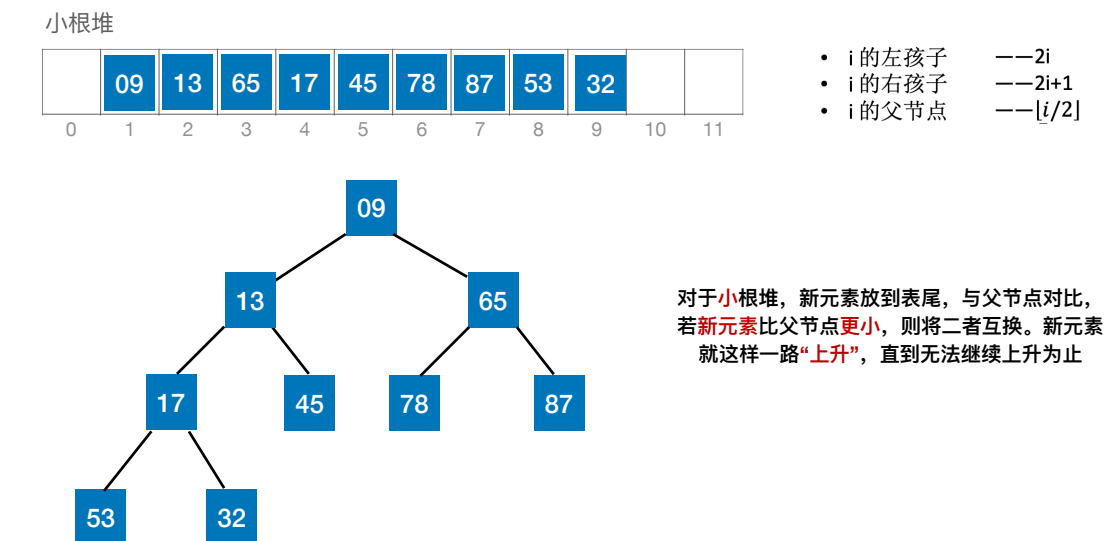 小根堆
09 13 65 17 45 78 87 53 32
0 1 2 3 4 5 6 7 8 9 10 11
• i 的左孩子 ——2i
• i 的右孩子 ——2i+1
• i 的父节点 ——⌊i/2⌋
09
13 65
17 45 78 87
53 32
对于小根堆，新元素放到表尾，与父节点对比，
若新元素比父节点更小，则将二者互换。新元素
就这样一路“上升”，直到无法继续上升为止